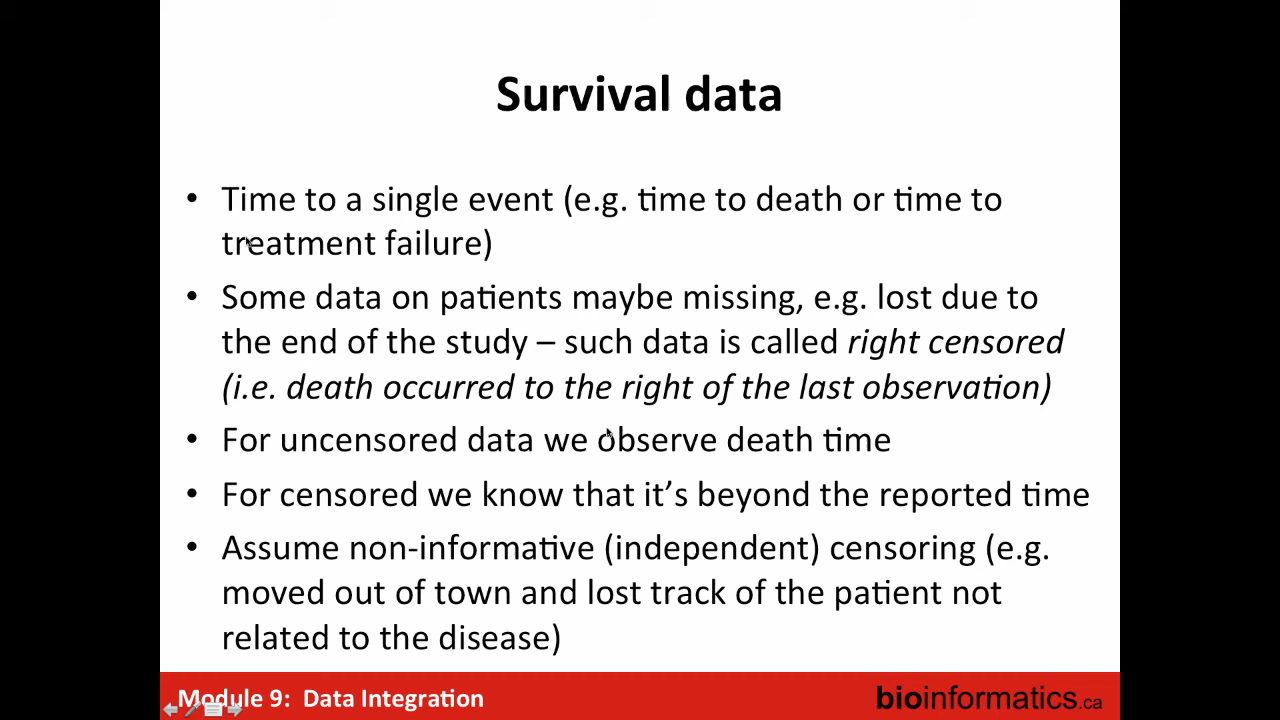 Survival data
• Time to a single event (e.g. time to death or time to
treatment failure)
• Some data on patients maybe missing, e.g. lost due to
the end of the study – such data is called right censored
(i.e. death occurred to the right of the last observation)
• For uncensored data we observe death time
• For censored we know that it’s beyond the reported time
• Assume non-informative (independent) censoring (e.g.
moved out of town and lost track of the patient not
related to the disease)
Module 9: Data Integration
bioinformatics.ca